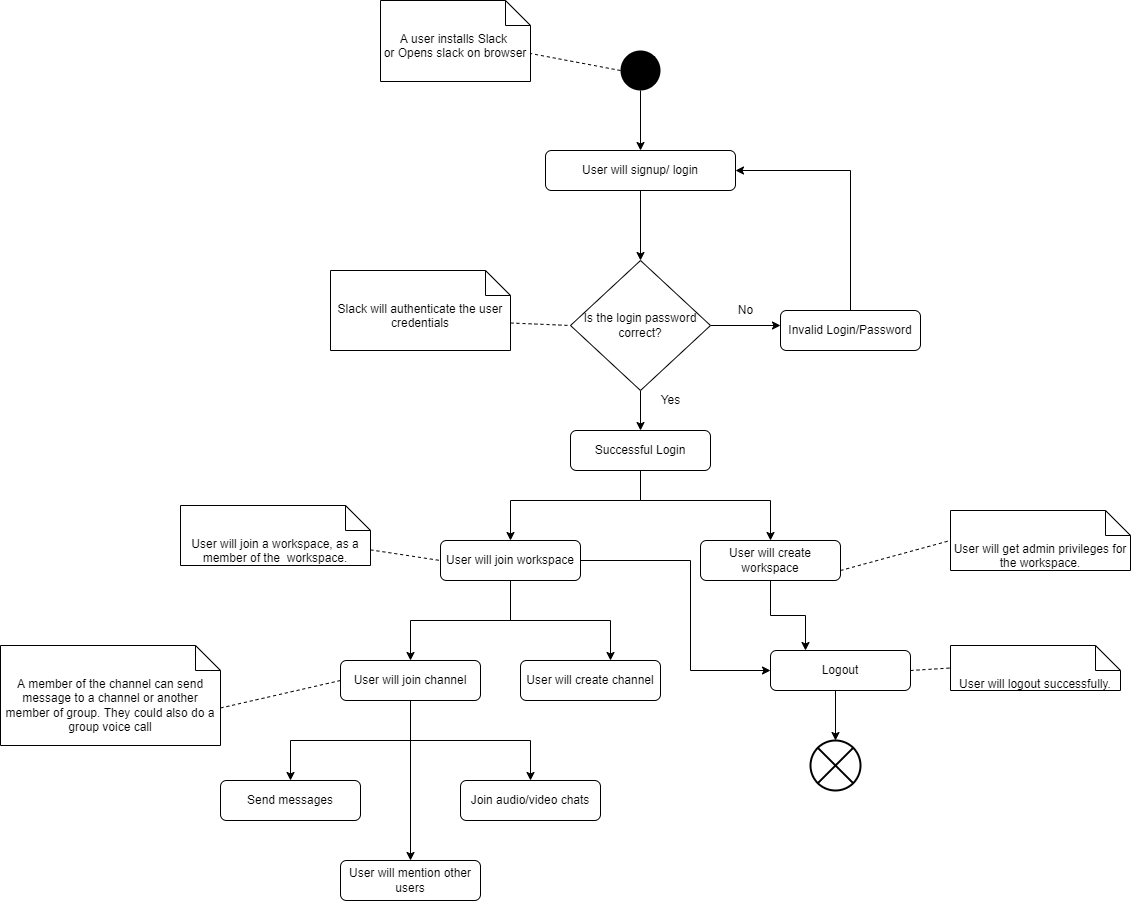 A user installs Slack
or Opens slack on browser
User will signup/ login
Slack will authenticate the user
credentials
Is the login password
correct?
No
Invalid Login/Password
Yes
Successful Login
User will join a workspace, as a
member of the  workspace.
User will join workspace
User will create
workspace
User will get admin privileges for
the workspace.
A member of the channel can send
message to a channel or another
member of group. They could also do a
group voice call
User will join channel
User will create channel
Logout
User will logout successfully.
Send messages
Join audio/video chats
User will mention other
users